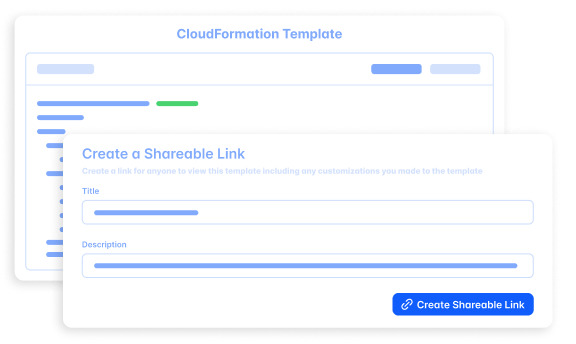 CloudFormation Template
Create a Shareable Link
Create a link for anyone to view this template including any customizations you made to the template
Title
Description
Create Shareable Link